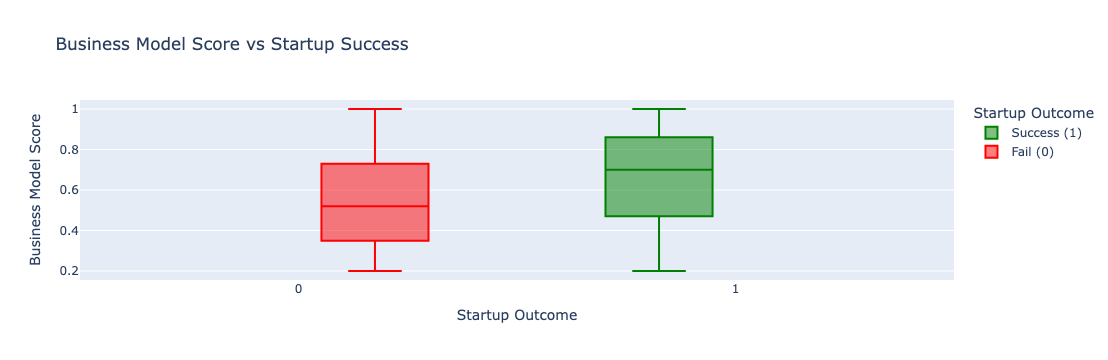 Business Model Score vs Startup Success
Business Model Score
1
0.8
0.6
0.4
0.2
0
1
Startup Outcome
Startup Outcome
Success (1)
Fail (0)